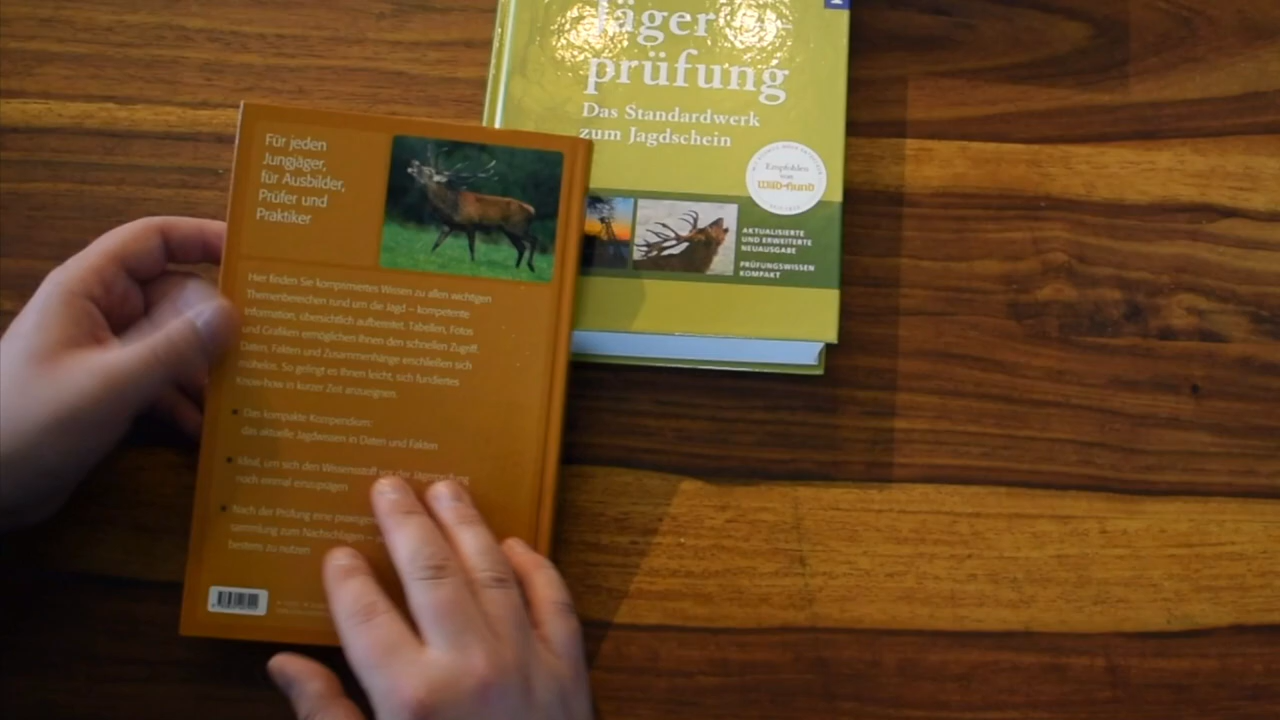 Jäger
prüfung
Das Standardwerk
zum Jagdschein
Empfohlen
von
WILD UND HUND
AKTUALISIERTE
UND ERWEITERTE
NEUAUSGABE
PRÜFUNGSWISSEN
KOMPAKT
Für jeden
Jungjäger,
für Ausbilder,
Prüfer und
Praktiker
Hier finden Sie komprimiertes Wissen zu allen wichtigen
Themenbereichen rund um die Jagd – kompetente
Information, übersichtlich aufbereitet. Tabellen, Fotos
und Grafiken ermöglichen Ihnen den schnellen Zugriff.
Daten, Fakten und Zusammenhänge erschließen sich
mühelos. So gelingt es Ihnen leicht, sich fundiertes
Know-how in kurzer Zeit anzueignen.
• Das kompakte Kompendium:
das aktuelle Jagdwissen in Daten und Fakten
• Ideal, um sich den Wissensstoff vor der Jägerprüfung
noch einmal einzuprägen
• Nach der Prüfung eine
sammlung zum Nachschlagen –
bestens zu nutzen